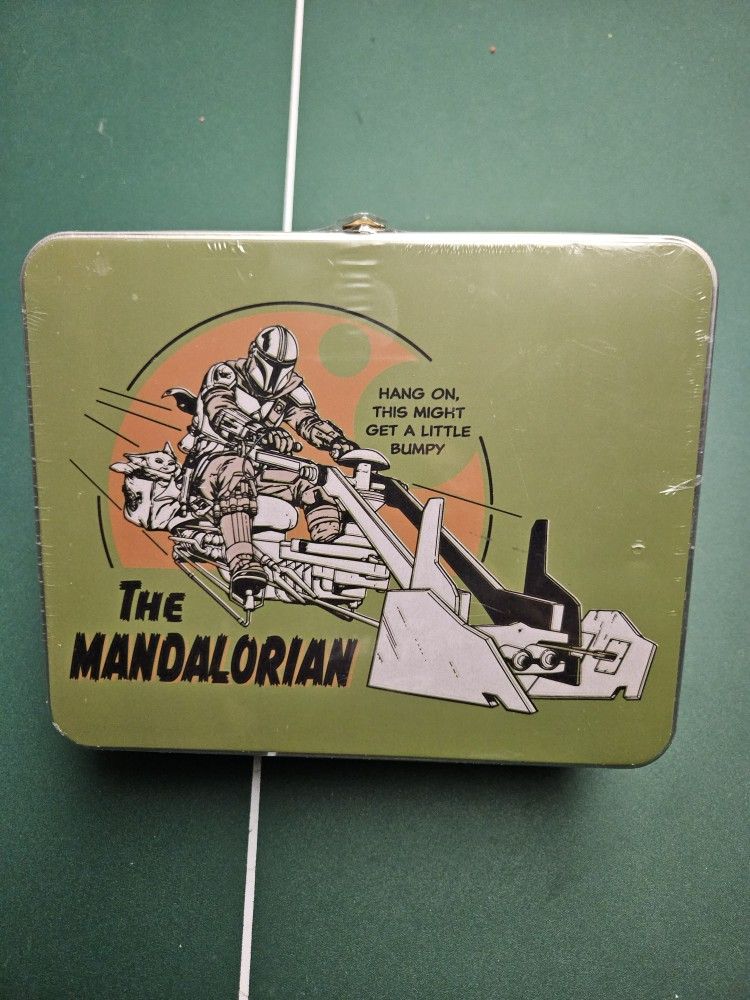 HANG ON,
THIS MIGHT
GET A LITTLE
BUMPY
THE
MANDALORIAN